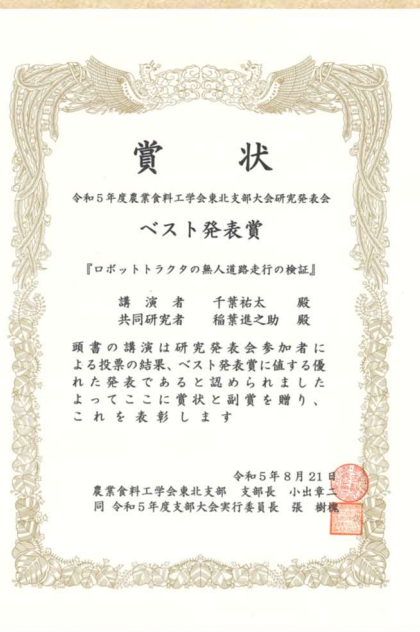 賞 状
令和5年度農業食料工学会東北支部大会研究発表会
ベスト発表賞
『ロボットトラクタの無人道路走行の検証』
講演者 千葉祐太 殿
共同研究者 稲葉進之助 殿
頭書の講演は研究発表会参加者に
よる投票の結果、ベスト発表賞に値する優
れた発表であると認められました
よってここに賞状と副賞を贈り、
これを表彰します
令和5年8月21日
農業食料工学会東北支部 支部長 小出章二
同 令和5年度支部大会実行委員長 張 樹槐